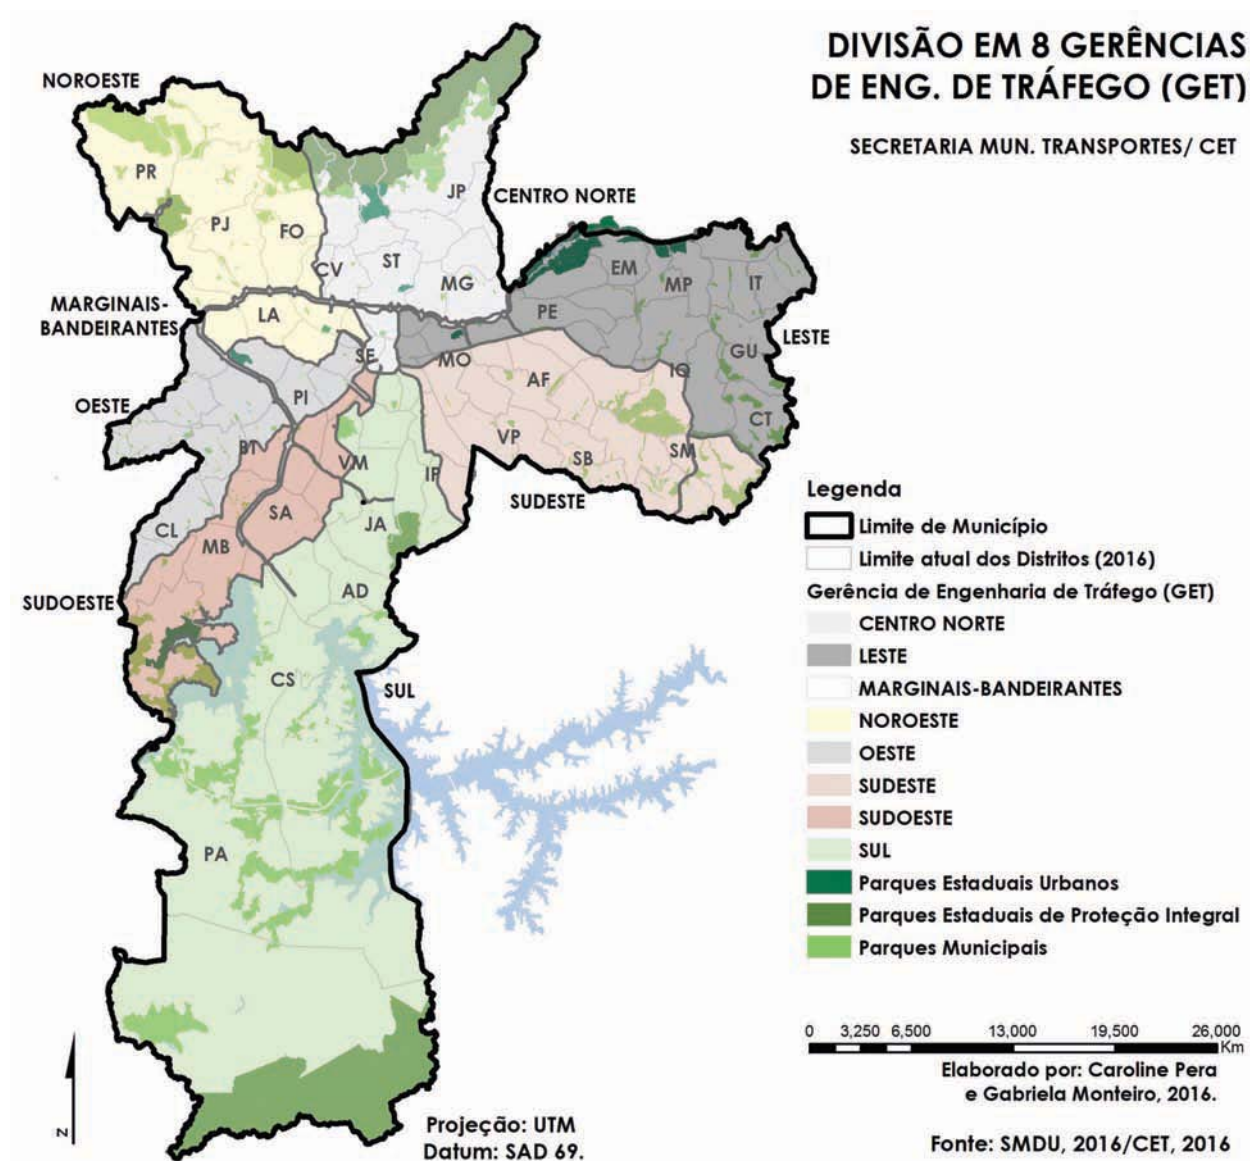 DIVISÃO EM 8 GERÊNCIAS
DE ENG. DE TRÁFEGO (GET)
SECRETARIA MUN. TRANSPORTES/ CET
NOROESTE
PR
JP
CENTRO NORTE
PJ
FO
CV
ST
MG
EM
MP
IT
MARGINAIS-
BANDEIRANTES
LA
PE
LESTE
SE
MO
GU
IQ
AF
OESTE
PI
CT
BT
VM
IP
VP
SB
SM
SUDESTE
SA
JA
CL
MB
SUDOESTE
AD
CS
SUL
PA
Legenda
Limite de Município
Limite atual dos Distritos (2016)
Gerência de Engenharia de Tráfego (GET)
CENTRO NORTE
LESTE
MARGINAIS-BANDEIRANTES
NOROESTE
OESTE
SUDESTE
SUDOESTE
SUL
Parques Estaduais Urbanos
Parques Estaduais de Proteção Integral
Parques Municipais
0 3,250 6,500 13,000 19,500 26,000
Km
Elaborado por: Caroline Pera
e Gabriela Monteiro, 2016.
N
Projeção: UTM
Datum: SAD 69.
Fonte: SMDU, 2016/CET, 2016